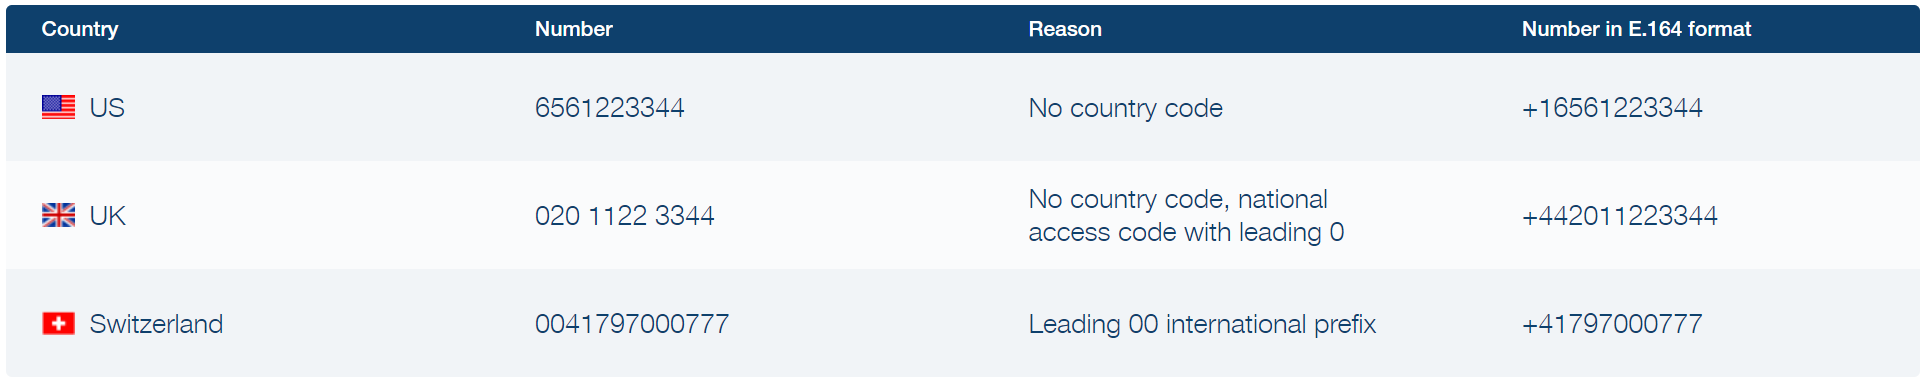 Country Number Reason Number in E.164 format
US 6561223344 No country code +16561223344
UK 020 1122 3344 No country code, national
access code with leading 0 +442011223344
Switzerland 0041797000777 Leading 00 international prefix +41797000777